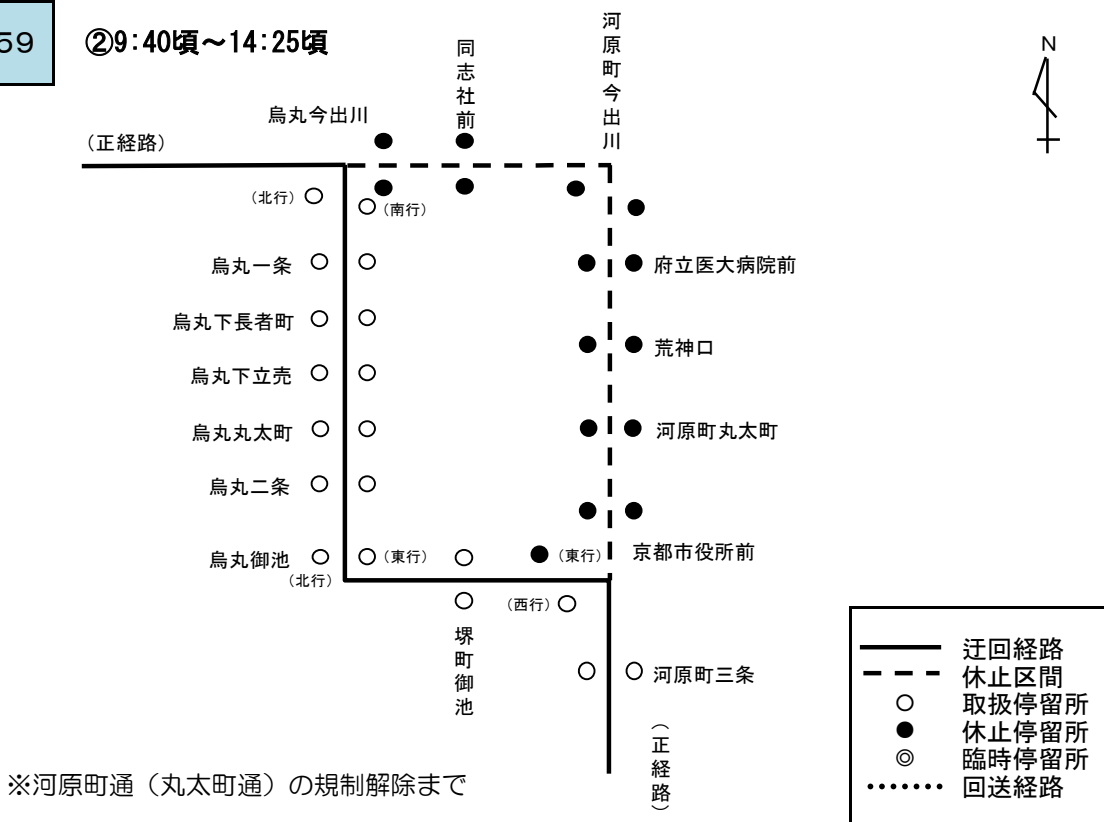 59
②9:40頃～14:25頃
N
河原町今出川
同志社前
烏丸今出川
（正経路）
（北行）
（南行）
烏丸一条
府立医大病院前
烏丸下長者町
荒神口
烏丸下立売
烏丸丸太町
河原町丸太町
烏丸二条
烏丸御池
（北行）
（東行）
（東行）
京都市役所前
（西行）
堺町御池
河原町三条
（正経路）
迂回経路
休止区間
取扱停留所
休止停留所
臨時停留所
回送経路
※河原町通（丸太町通）の規制解除まで